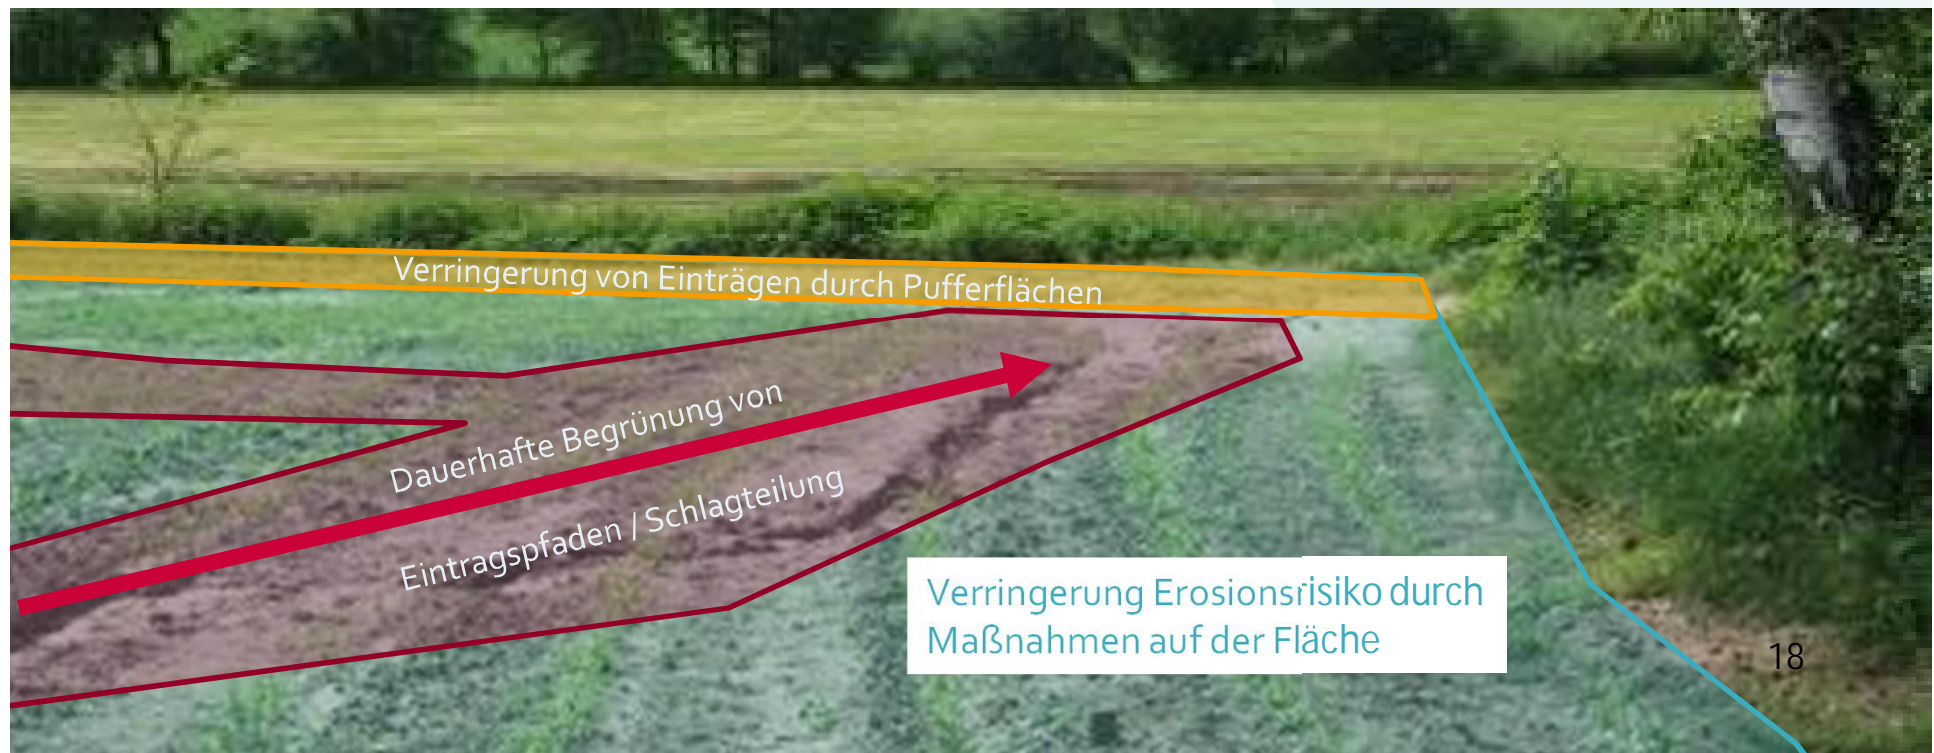 Verringerung von Einträgen durch Pufferflächen
Dauerhafte Begrünung von
Eintragspfaden / Schlagteilung
Verringerung Erosionsrisiko durch
Maßnahmen auf der Fläche
18